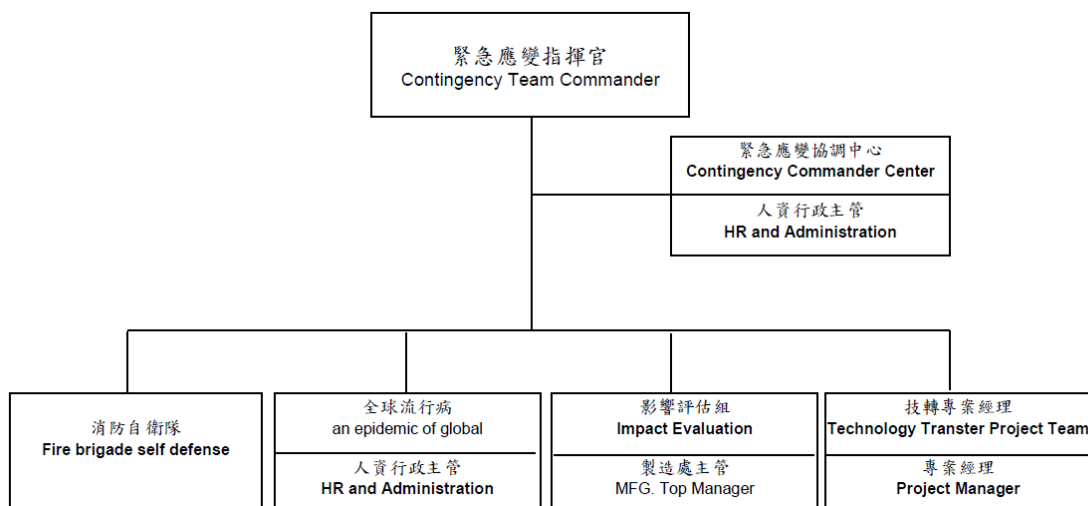 緊急應變指揮官
Contingency Team Commander
緊急應變協調中心
Contingency Commander Center
人資行政主管
HR and Administration
消防自衛隊
Fire brigade self defense
全球流行病
an epidemic of global
人資行政主管
HR and Administration
影響評估組
Impact Evaluation
製造處主管
MFG. Top Manager
技轉專案經理
Technology Transter Project Team
專案經理
Project Manager